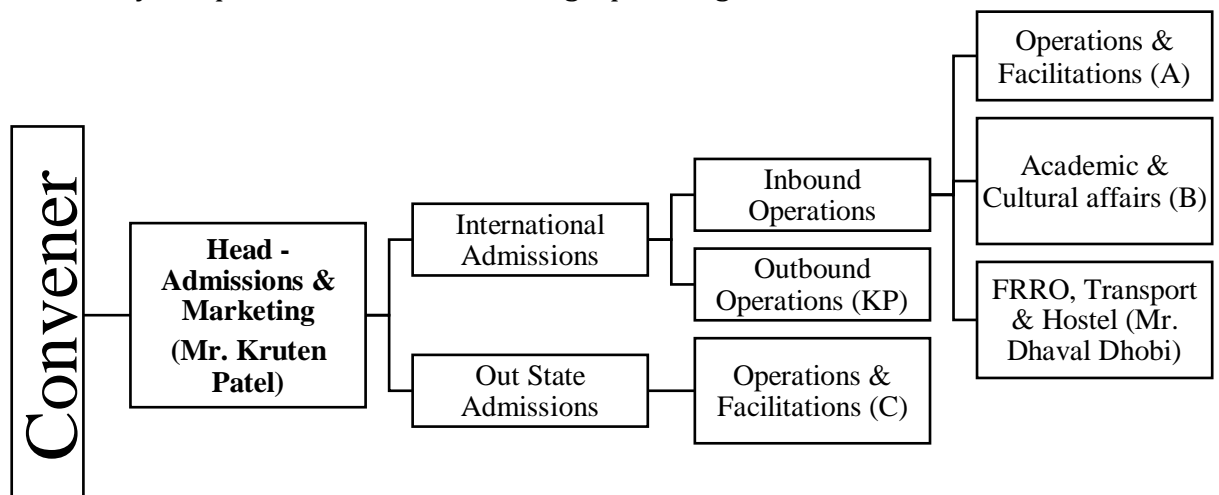 Convener
Head -
Admissions &
Marketing
(Mr. Kruten
Patel)
International
Admissions
Out State
Admissions
Inbound
Operations
Outbound
Operations (KP)
Operations &
Facilitations (C)
Operations &
Facilitations (A)
Academic &
Cultural affairs (B)
FRRO, Transport
& Hostel (Mr.
Dhaval Dhobi)